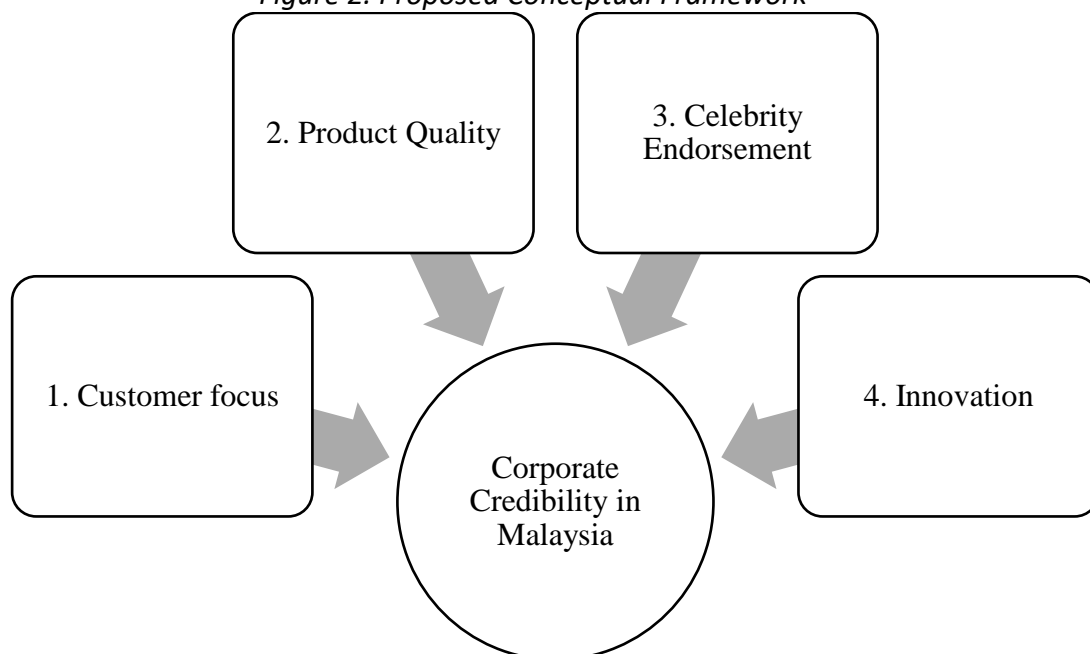 Figure 2: Proposed Conceptual Framework
2. Product Quality
3. Celebrity
Endorsement
1. Customer focus
4. Innovation
Corporate
Credibility in
Malaysia